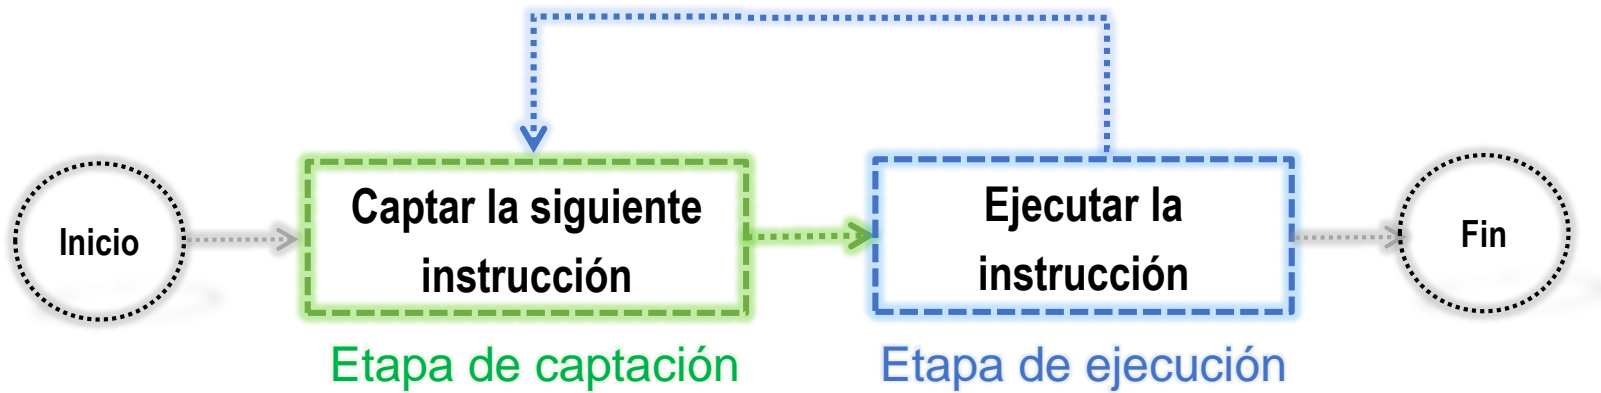 Inicio
Captar la siguiente
instrucción
Ejecutar la
instrucción
Fin
Etapa de captación
Etapa de ejecución